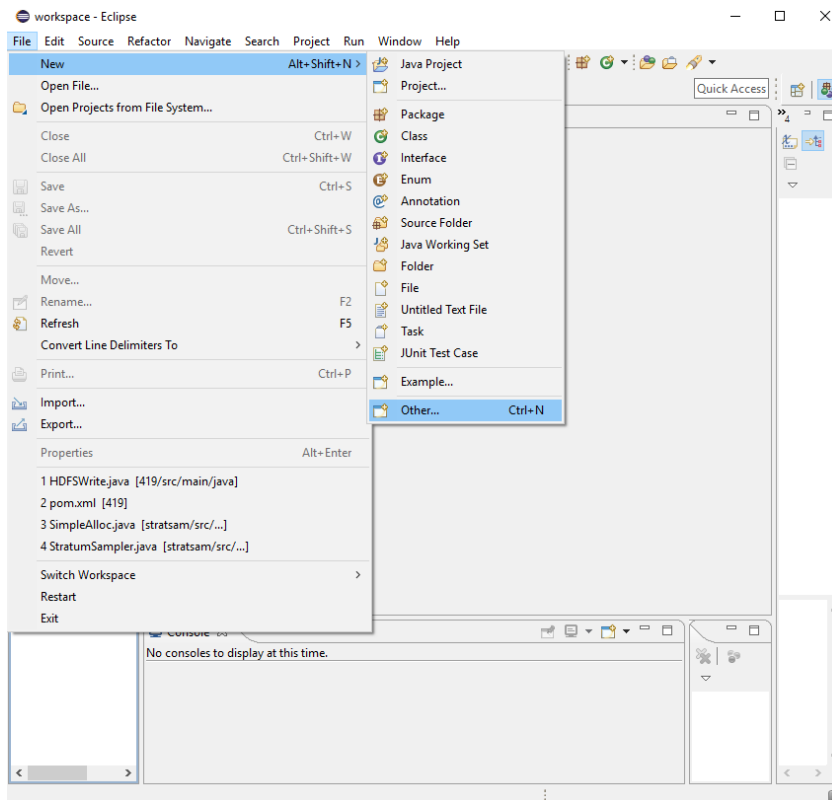 workspace - Eclipse
File Edit Source Refactor Navigate Search Project Run Window Help
New Alt+Shift+N >
Open File...
Open Projects from File System...
Close Ctrl+W
Close All Ctrl+Shift+W
Save Ctrl+S
Save As...
Save All Ctrl+Shift+S
Revert
Move...
Rename... F2
Refresh F5
Convert Line Delimiters To >
Print... Ctrl+P
Import...
Export...
Properties Alt+Enter
1 HDFSWrite.java [419/src/main/java]
2 pom.xml [419]
3 SimpleAlloc.java [stratsam/src/...]
4 StratumSampler.java [stratsam/src/...]
Switch Workspace >
Restart
Exit
Java Project
Project...
Package
Class
Interface
Enum
Annotation
Source Folder
Java Working Set
Folder
File
Untitled Text File
Task
JUnit Test Case
Example...
Other... Ctrl+N
Quick Access
»4
Console
No consoles to display at this time.